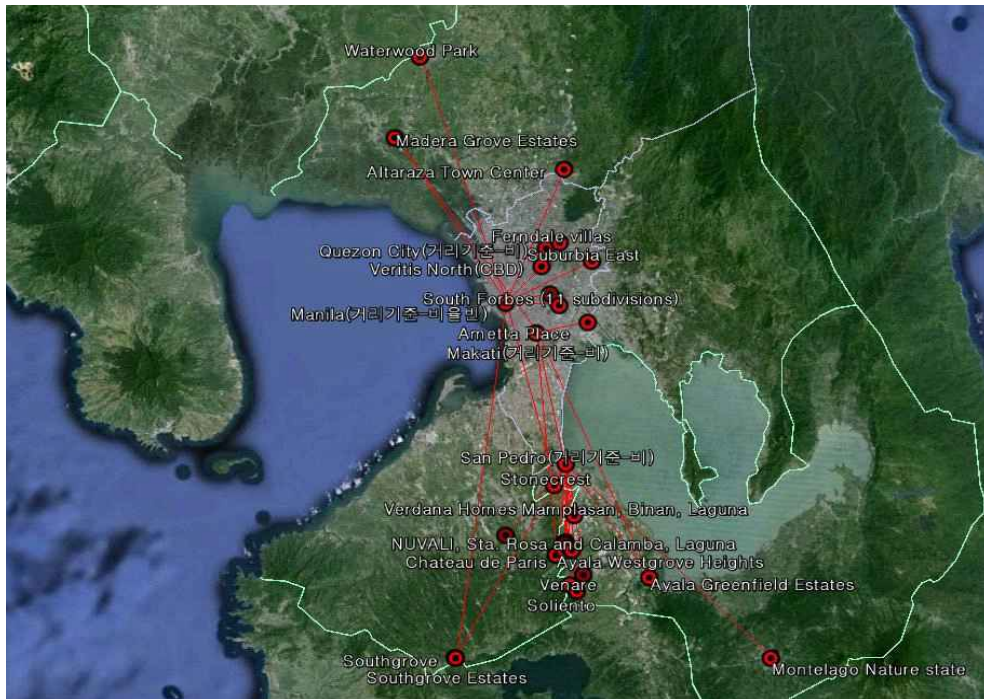 Waterwood Park
Madera Grove Estates
Altaraza Town Center
Ferndale villas
Quezon City(거리기준-비)
Suburbia East
Veritis North(CBD)
South Forbes (11 subdivisions)
Manila(거리기준-비율빈)
Ametta Place
Makati(거리기준-비)
San Pedro(거리기준-비)
Stonecrest
Verdana Homes Mamplasan, Binan, Laguna
NUVALI, Sta. Rosa and Calamba, Laguna
Chateau de Paris
Ayala Westgrove Heights
Venare
Ayala Greenfield Estates
Soliento
Southgrove
Southgrove Estates
Montelago Nature state